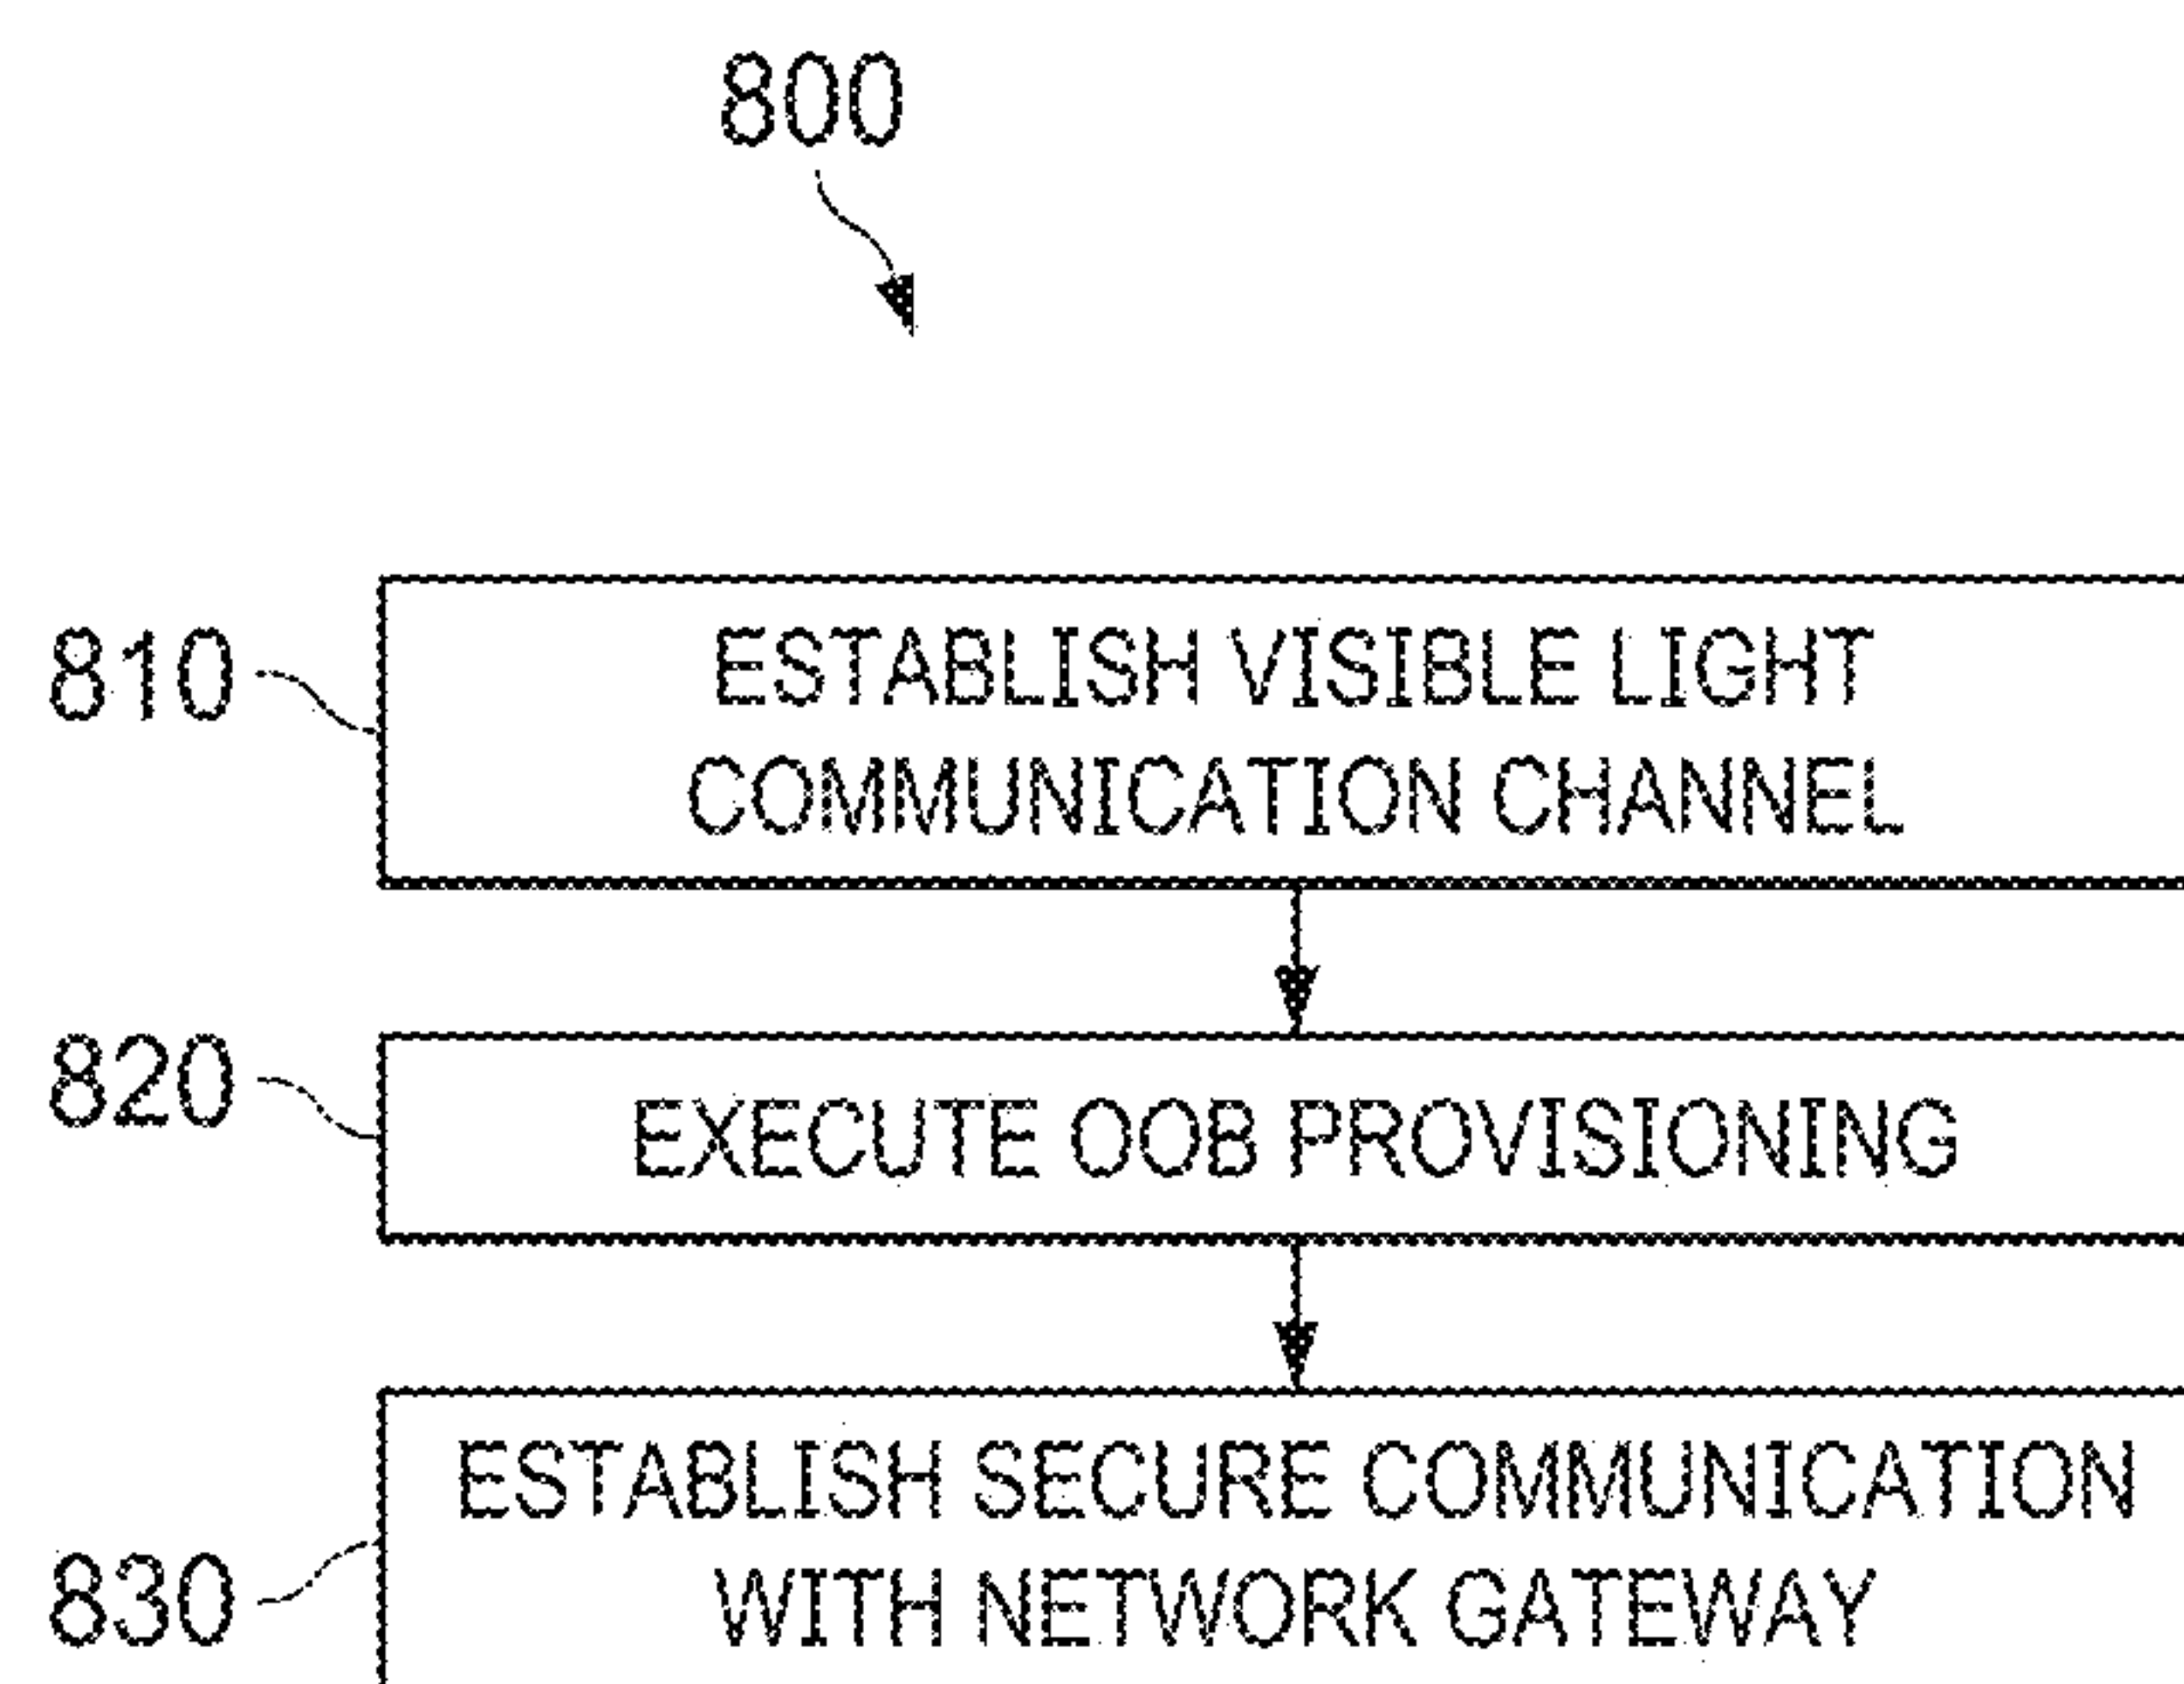 800
810
ESTABLISH VISIBLE LIGHT
COMMUNICATION CHANNEL
820
EXECUTE OOB PROVISIONING
830
ESTABLISH SECURE COMMUNICATION
WITH NETWORK GATEWAY